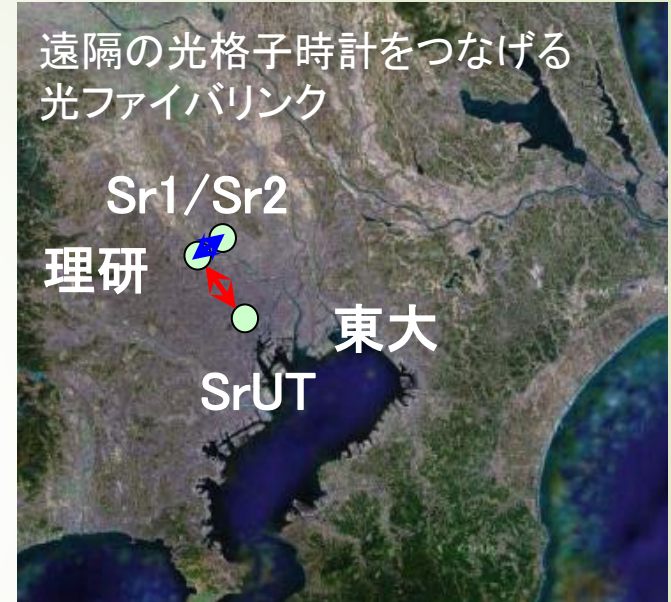 遠隔の光格子時計をつなげる
光ファイバリンク
Sr1/Sr2
理研
東大
SrUT